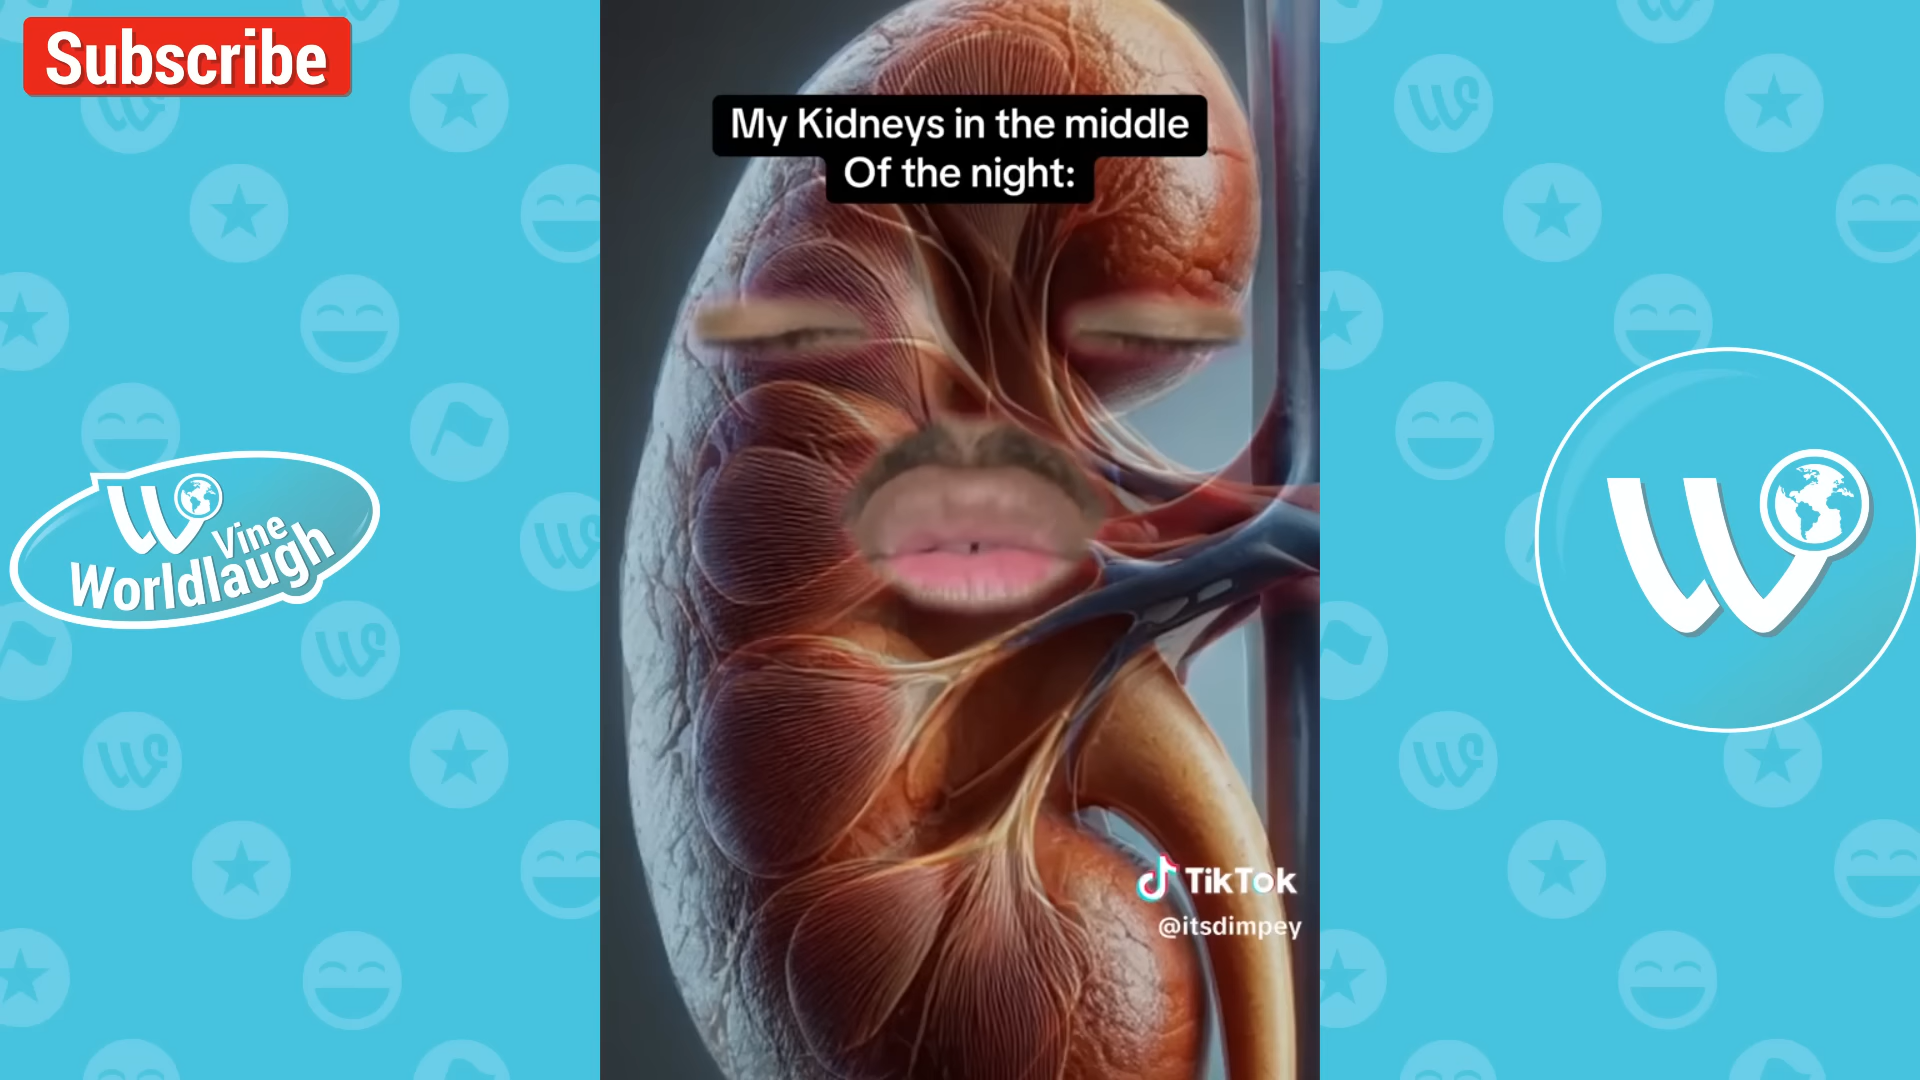 Subscribe
My Kidneys in the middle
Of the night:
W
Vine
Worldlaugh
W
TikTok
@itsdimpey